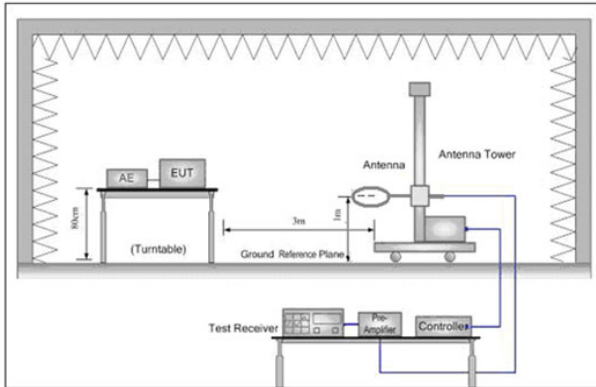 Antenna Tower
Antenna
AE
EUT
80cm
3m
1m
(Turntable)
Ground Reference Plane
Test Receiver
Pre-
Amplifier
Controller